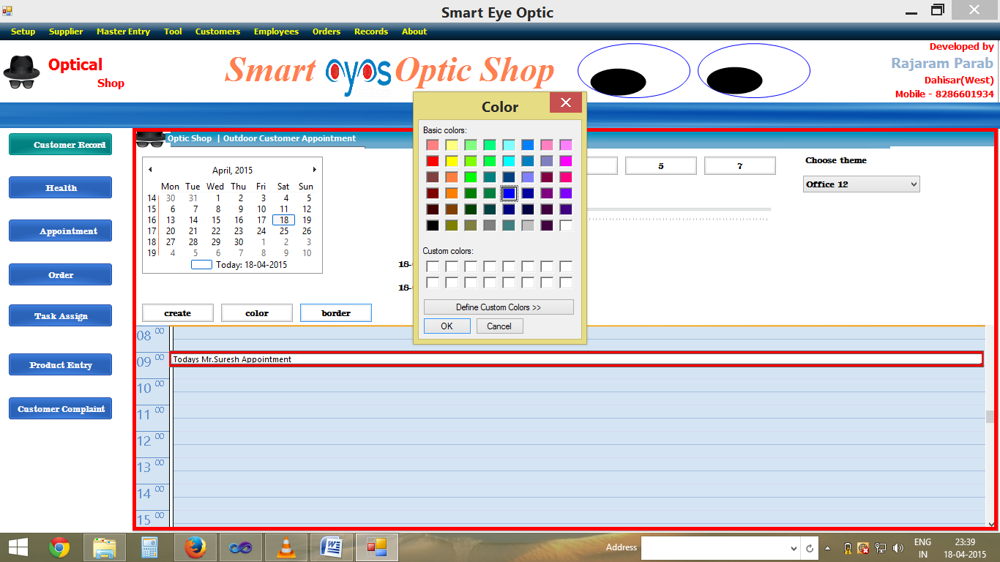 Smart Eye Optic
Setup Supplier Master Entry Tool Customers Employees Orders Records About
Optical
Shop
Smart eyes Optic Shop
Developed by
Rajaram Parab
Dahisar(West)
Mobile - 8286601934
Customer Record
Health
Appointment
Order
Task Assign
Product Entry
Customer Complaint
Optic Shop | Outdoor Customer Appointment
April, 2015
Mon Tue Wed Thu Fri Sat Sun
14 30 31 1 2 3 4 5
15 6 7 8 9 10 11 12
16 13 14 15 16 17 18 19
17 20 21 22 23 24 25 26
18 27 28 29 30 1 2 3
19 4 5 6 7 8 9 10
Today: 18-04-2015
5 7
Choose theme
Office 12
18-
18-
create color border
Color
Basic colors:
Custom colors:
Define Custom Colors >>
OK Cancel
08 00
09 00 Todays Mr.Suresh Appointment
10 00
11 00
12 00
13 00
14 00
15 00
Address
ENG
IN
23:39
18-04-2015